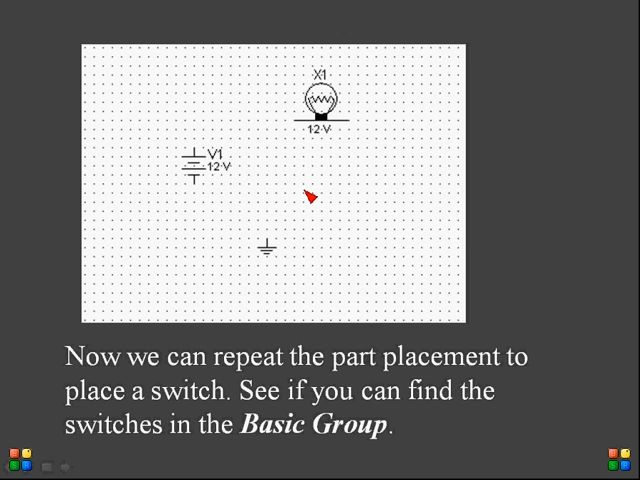 X1
12 V
V1
12 V
Now we can repeat the part placement to
place a switch. See if you can find the
switches in the Basic Group.